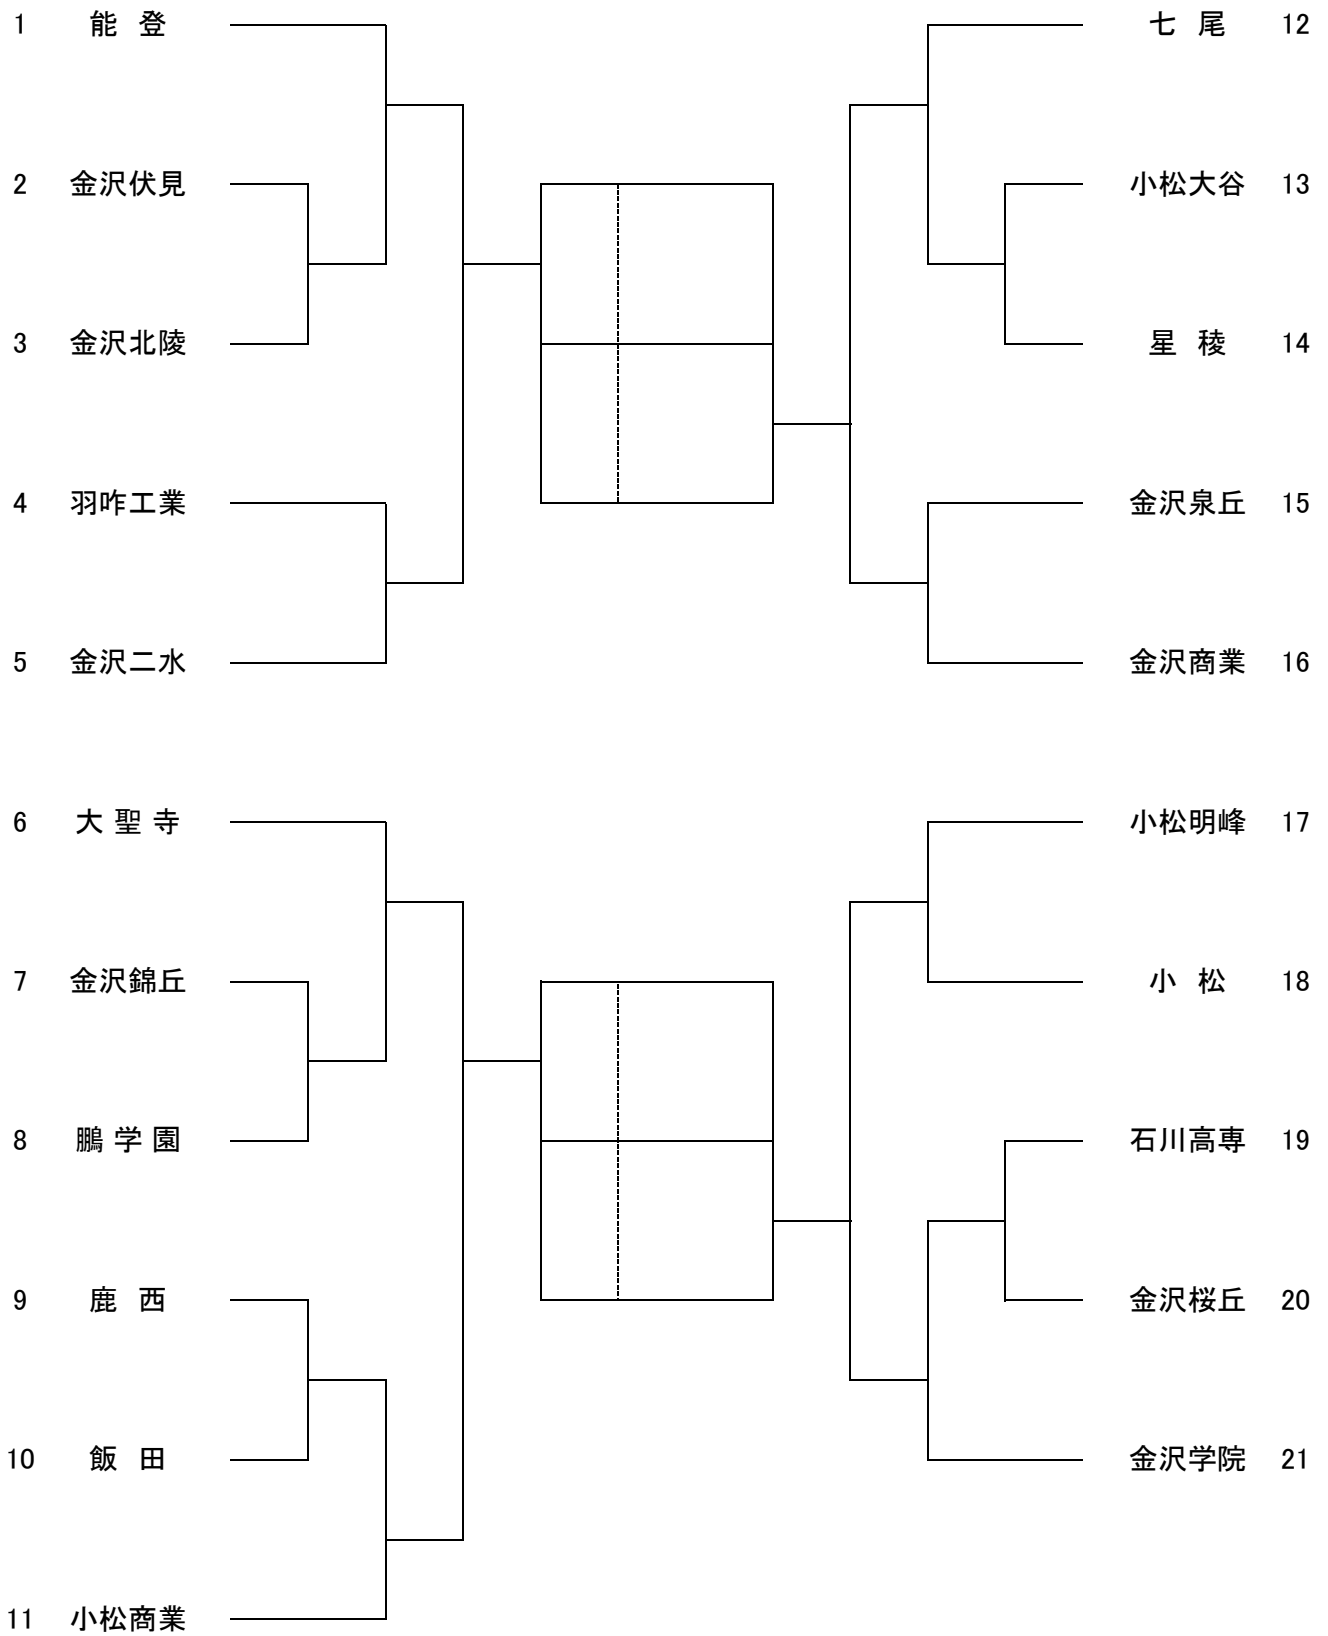 1 能 登
2 金沢伏見
3 金沢北陵
4 羽咋工業
5 金沢二水
6 大 聖 寺
7 金沢錦丘
8 鵬 学 園
9 鹿 西
10 飯 田
11 小松商業
七 尾 12
小松大谷 13
星 稜 14
金沢泉丘 15
金沢商業 16
小松明峰 17
小 松 18
石川高専 19
金沢桜丘 20
金沢学院 21